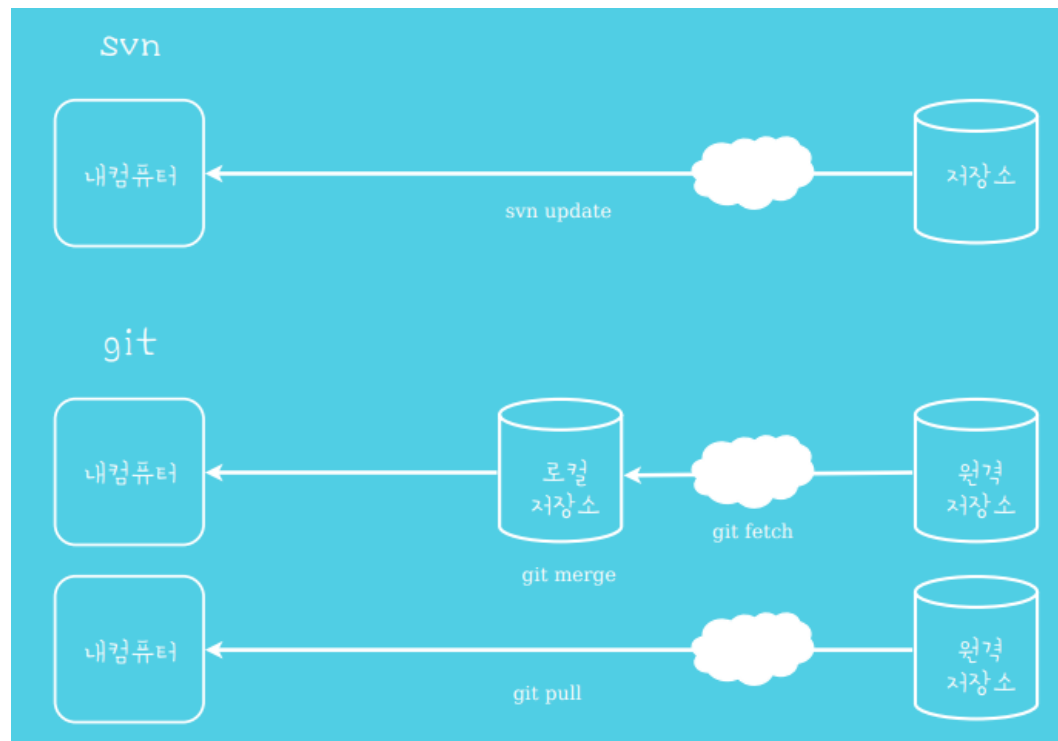 svn
내컴퓨터
저장소
svn update
git
내컴퓨터
로컬
저장소
원격
저장소
git fetch
git merge
내컴퓨터
원격
저장소
git pull